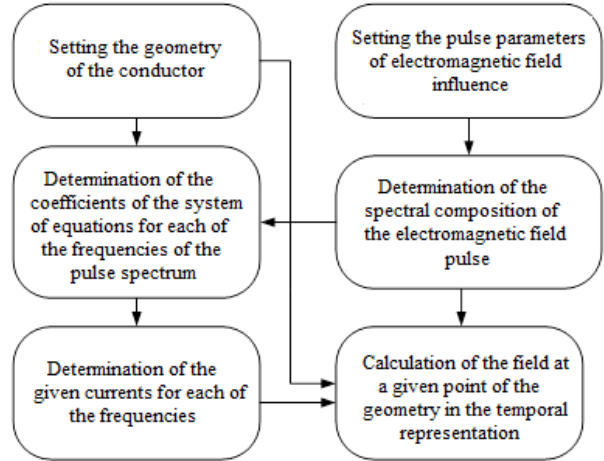 Setting the geometry
of the conductor
Setting the pulse parameters
of electromagnetic field
influence
Determination of the
coefficients of the system
of equations for each of
the frequencies of the
pulse spectrum
Determination of the
spectral composition of
the electromagnetic field
pulse
Determination of the
given currents for each of
the frequencies
Calculation of the field at
a given point of the
geometry in the temporal
representation